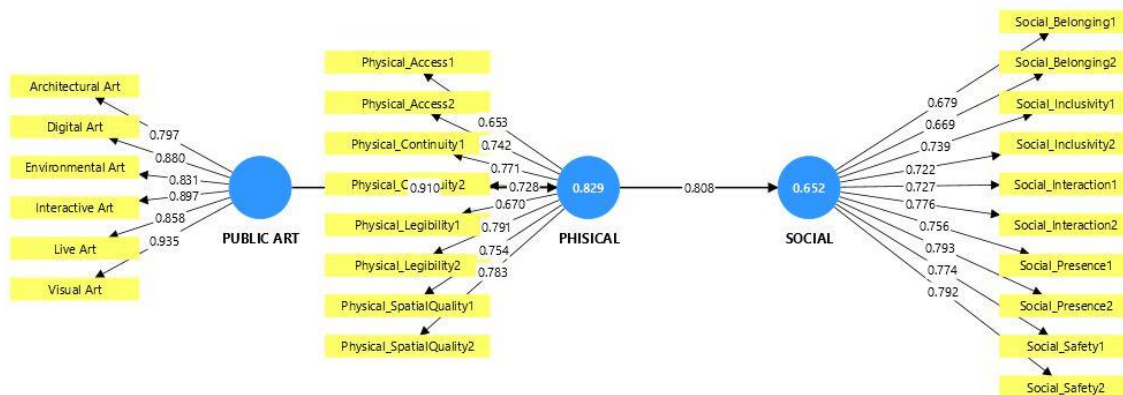 Architectural Art
Digital Art
Environmental Art
Interactive Art
Live Art
Visual Art
0.797
0.880
0.831
0.897
0.858
0.935
PUBLIC ART
0.910
Physical_Access1
Physical_Access2
Physical_Continuity1
Physical_C uity2
Physical_Legibility1
Physical_Legibility2
Physical_SpatialQuality1
Physical_SpatialQuality2
0.653
0.742
0.771
0.728
0.670
0.791
0.754
0.783
0.829
PHISICAL
0.808
0.652
SOCIAL
0.679
0.669
0.739
0.722
0.727
0.776
0.756
0.793
0.774
0.792
Social_Belonging1
Social_Belonging2
Social_Inclusivity1
Social_Inclusivity2
Social_Interaction1
Social_Interaction2
Social_Presence1
Social_Presence2
Social_Safety1
Social_Safety2